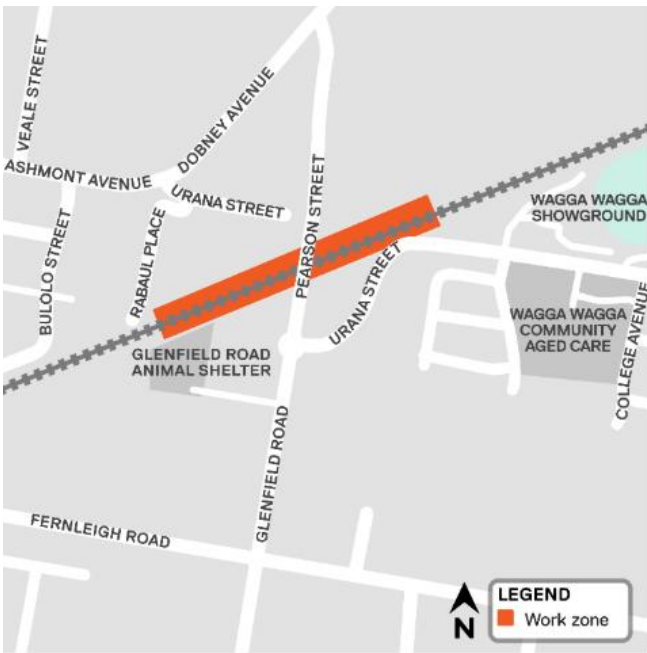 VEALE STREET
DOBNEY AVENUE
ASHMONT AVENUE
URANA STREET
PEARSON STREET
WAGGA WAGGA
SHOWGROUND
BULOLO STREET
RABAUL PLACE
URANA STREET
GLENFIELD ROAD
ANIMAL SHELTER
WAGGA WAGGA
COMMUNITY
AGED CARE
COLLEGE AVENUE
GLENFIELD ROAD
FERNLEIGH ROAD
N
LEGEND
Work zone